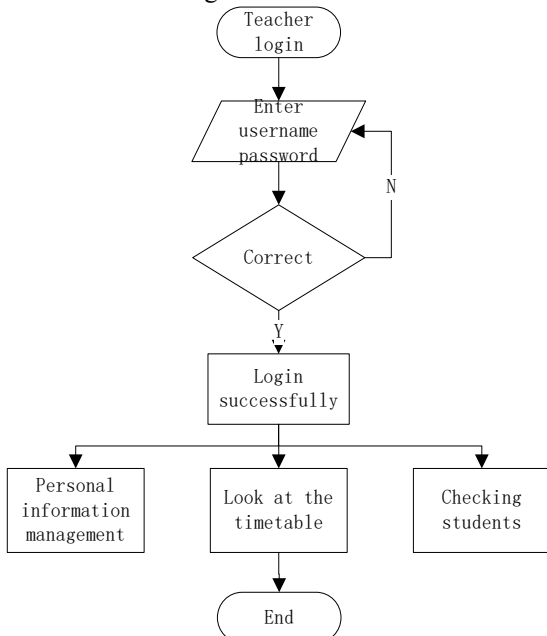 Teacher
login
Enter
username
password
N
Correct
Y
Login
successfully
Personal
information
management
Look at the
timetable
Checking
students
End